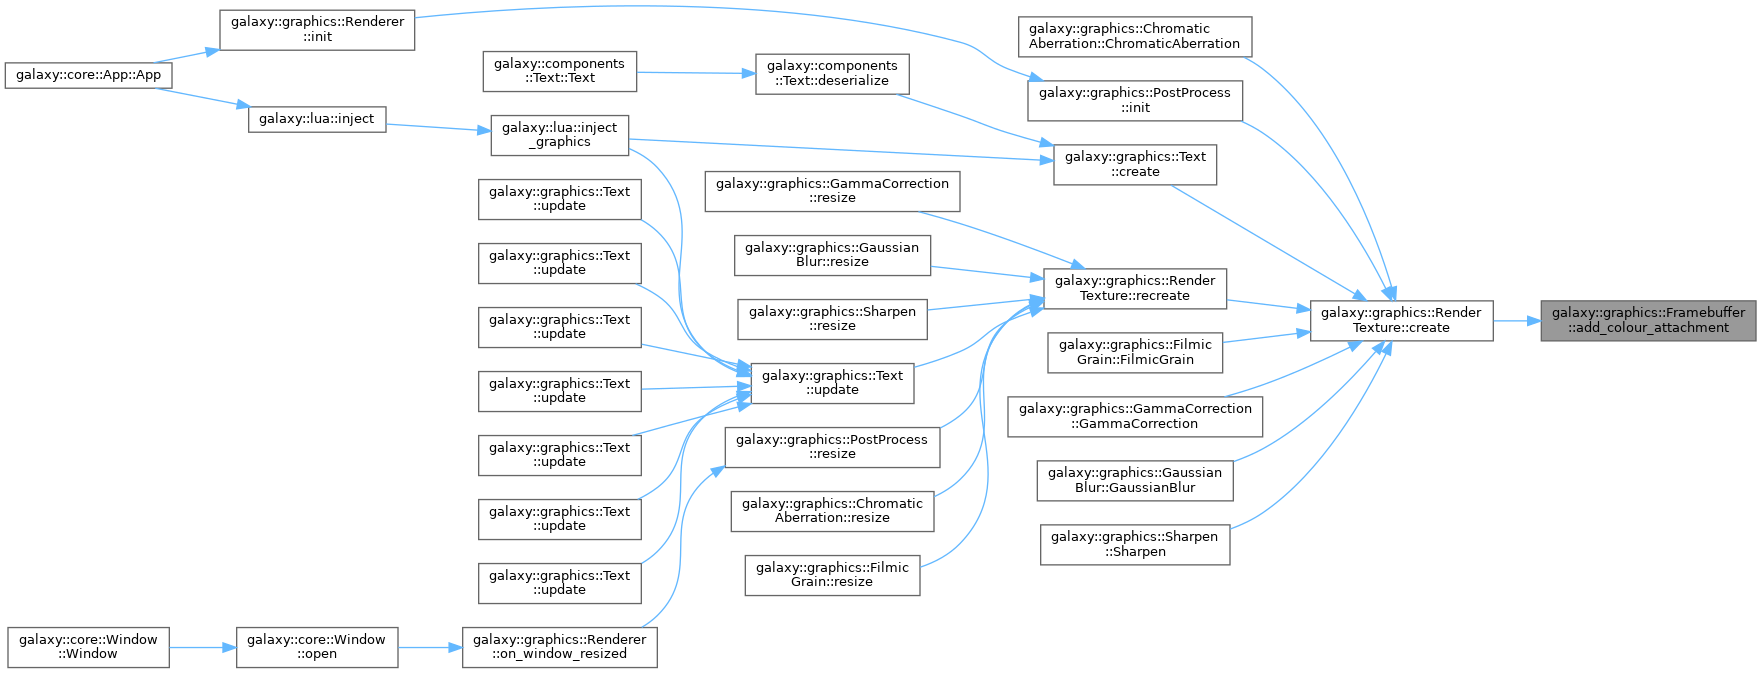 galaxy::graphics::Renderer
::init
galaxy::core::App::App
galaxy::lua::inject
galaxy::components
::Text::Text
galaxy::lua::inject
_graphics
galaxy::graphics::Text
::update
galaxy::graphics::Text
::update
galaxy::graphics::Text
::update
galaxy::graphics::Text
::update
galaxy::graphics::Text
::update
galaxy::graphics::Text
::update
galaxy::graphics::Text
::update
galaxy::core::Window
::Window
galaxy::core::Window
::open
galaxy::graphics::Renderer
::on_window_resized
galaxy::components
::Text::deserialize
galaxy::graphics::GammaCorrection
::resize
galaxy::graphics::Gaussian
Blur::resize
galaxy::graphics::Sharpen
::resize
galaxy::graphics::Text
::update
galaxy::graphics::PostProcess
::resize
galaxy::graphics::Chromatic
Aberration::resize
galaxy::graphics::Filmic
Grain::resize
galaxy::graphics::Chromatic
Aberration::ChromaticAberration
galaxy::graphics::PostProcess
::init
galaxy::graphics::Text
::create
galaxy::graphics::Render
Texture::recreate
galaxy::graphics::Filmic
Grain::FilmicGrain
galaxy::graphics::GammaCorrection
::GammaCorrection
galaxy::graphics::Gaussian
Blur::GaussianBlur
galaxy::graphics::Sharpen
::Sharpen
galaxy::graphics::Render
Texture::create
galaxy::graphics::Framebuffer
::add_colour_attachment